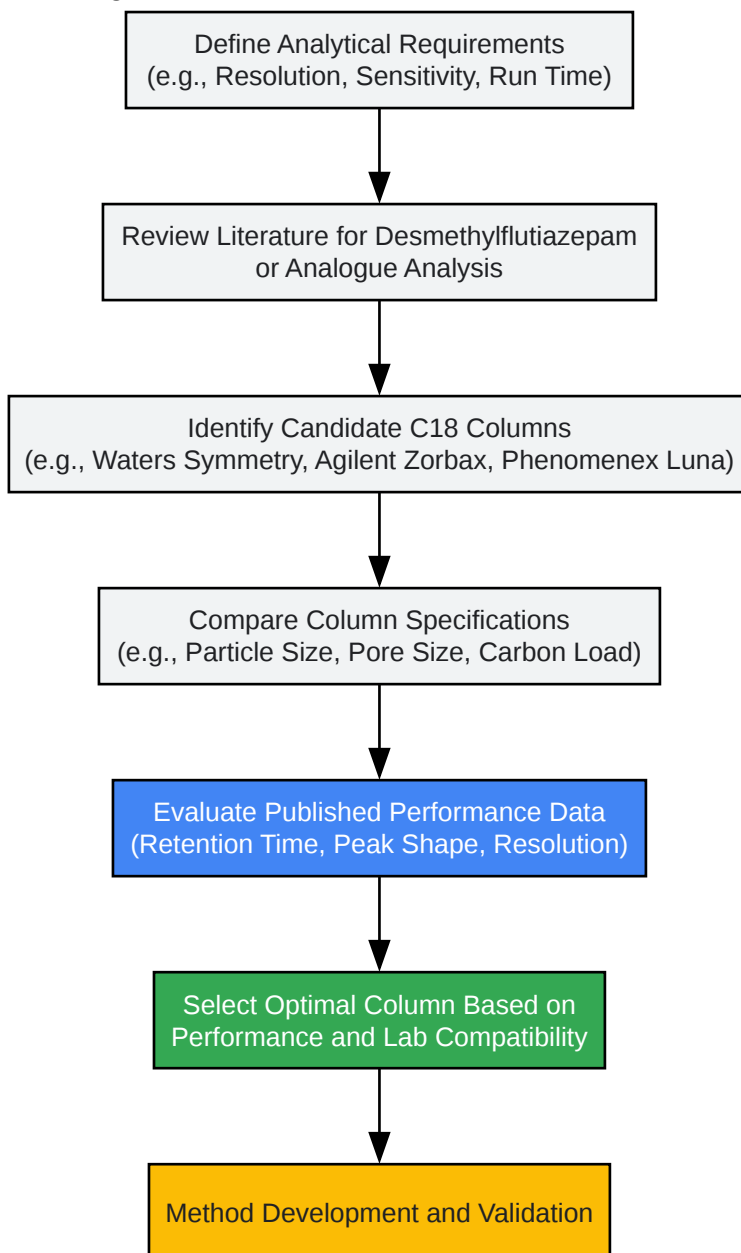 Define Analytical Requirements
(e.g., Resolution, Sensitivity, Run Time)
Review Literature for Desmethylflutiazepam
or Analogue Analysis
Identify Candidate C18 Columns
(e.g., Waters Symmetry, Agilent Zorbax, Phenomenex Luna)
Compare Column Specifications
(e.g., Particle Size, Pore Size, Carbon Load)
Evaluate Published Performance Data
(Retention Time, Peak Shape, Resolution)
Select Optimal Column Based on
Performance and Lab Compatibility
Method Development and Validation